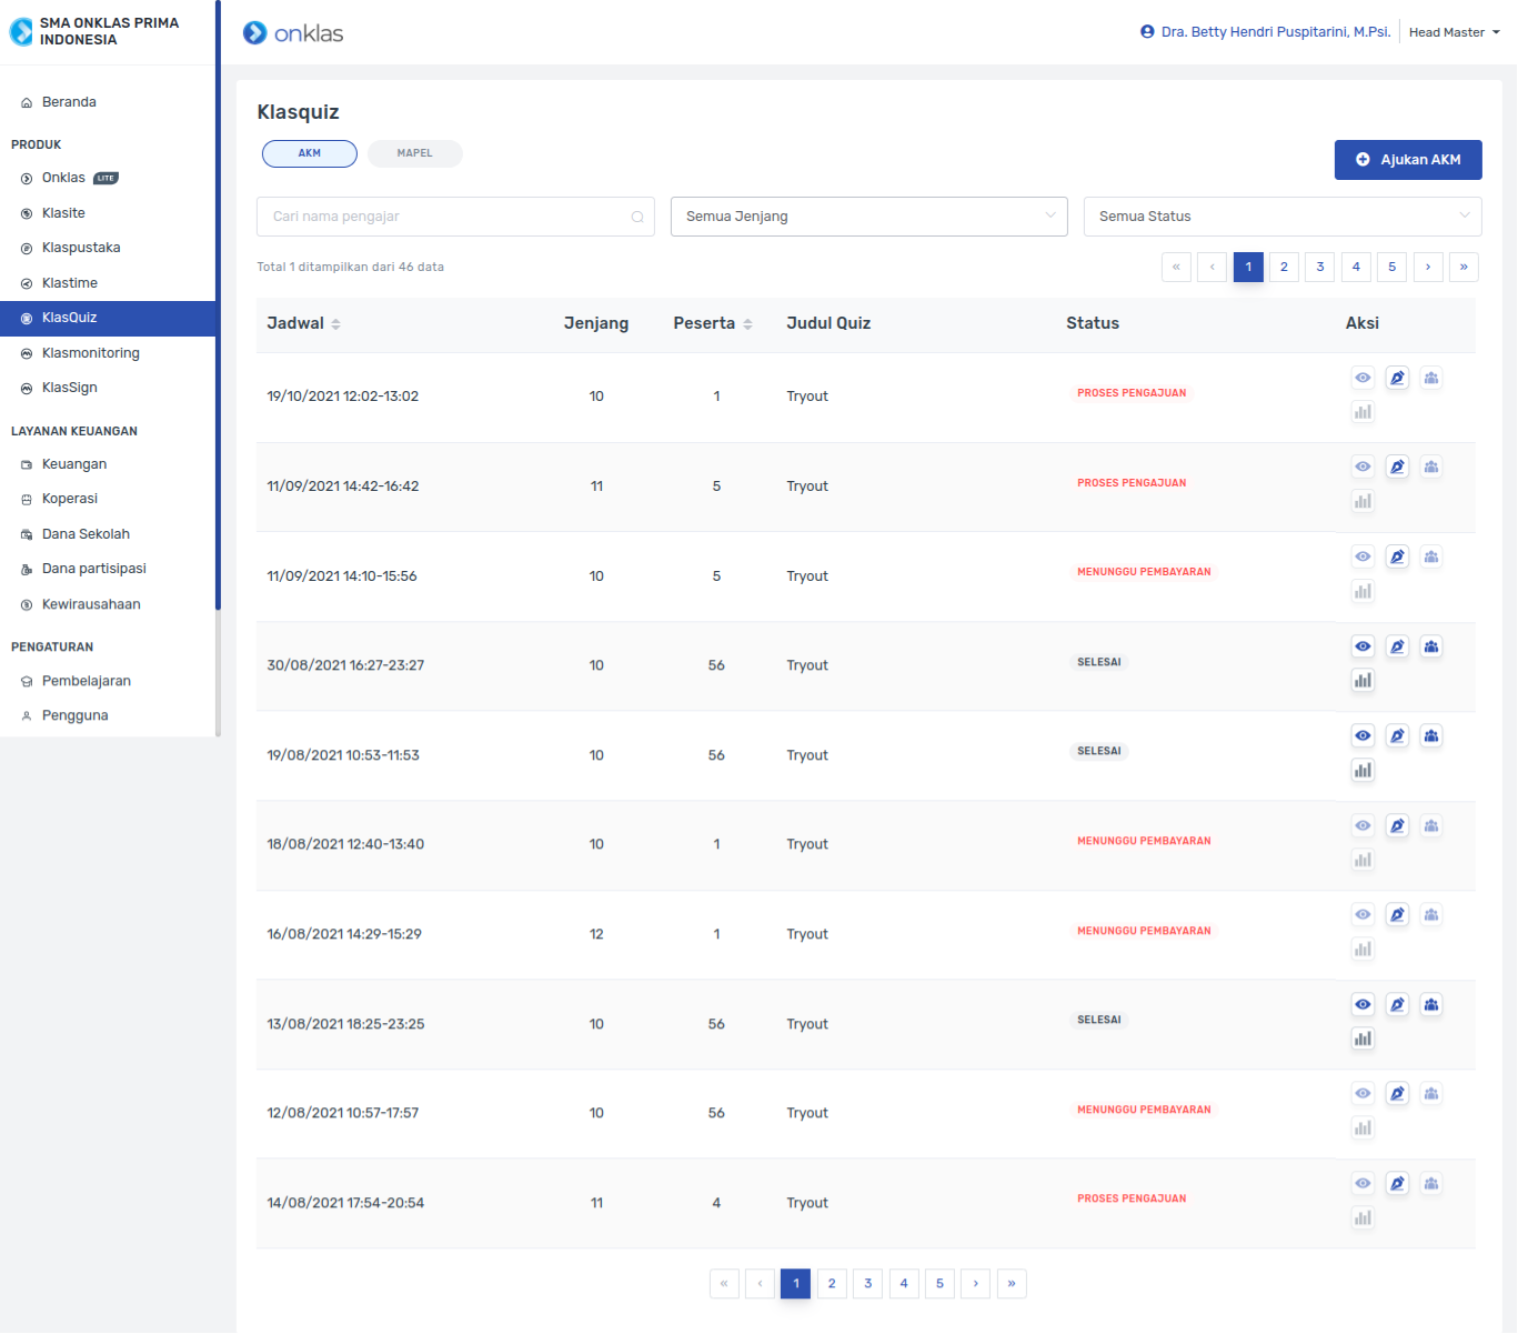 SMA ONKLAS PRIMA
INDONESIA
onklas
Dra. Betty Hendri Puspitarini, M.Psi.
Head Master
Beranda
PRODUK
Onklas LITE
Klasite
Klaspustaka
Klastime
KlasQuiz
Klasmonitoring
KlasSign
LAYANAN KEUANGAN
Keuangan
Koperasi
Dana Sekolah
Dana partisipasi
Kewirausahaan
PENGATURAN
Pembelajaran
Pengguna
Klasquiz
AKM MAPEL
Ajukan AKM
Cari nama pengajar
Semua Jenjang
Semua Status
Total 1 ditampilkan dari 46 data
« ‹ 1 2 3 4 5 › »
Jadwal Jenjang Peserta Judul Quiz Status Aksi
19/10/2021 12:02-13:02 10 1 Tryout PROSES PENGAJUAN
11/09/2021 14:42-16:42 11 5 Tryout PROSES PENGAJUAN
11/09/2021 14:10-15:56 10 5 Tryout MENUNGGU PEMBAYARAN
30/08/2021 16:27-23:27 10 56 Tryout SELESAI
19/08/2021 10:53-11:53 10 56 Tryout SELESAI
18/08/2021 12:40-13:40 10 1 Tryout MENUNGGU PEMBAYARAN
16/08/2021 14:29-15:29 12 1 Tryout MENUNGGU PEMBAYARAN
13/08/2021 18:25-23:25 10 56 Tryout SELESAI
12/08/2021 10:57-17:57 10 56 Tryout MENUNGGU PEMBAYARAN
14/08/2021 17:54-20:54 11 4 Tryout PROSES PENGAJUAN
« ‹ 1 2 3 4 5 › »